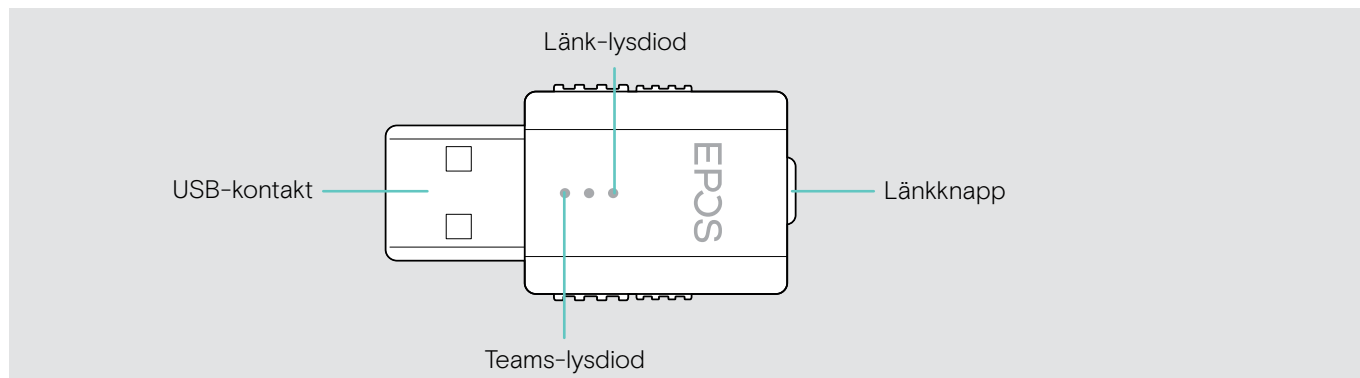 Länk-lysdiod
EPOS
USB-kontakt
Länkknapp
Teams-lysdiod